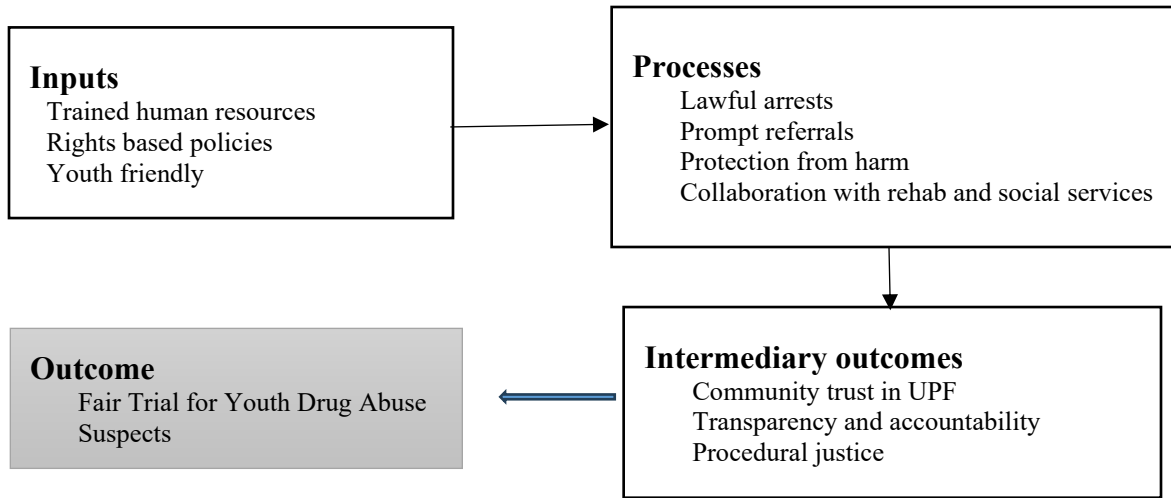 Inputs
Trained human resources
Rights based policies
Youth friendly
Processes
Lawful arrests
Prompt referrals
Protection from harm
Collaboration with rehab and social services
Intermediary outcomes
Community trust in UPF
Transparency and accountability
Procedural justice
Outcome
Fair Trial for Youth Drug Abuse
Suspects